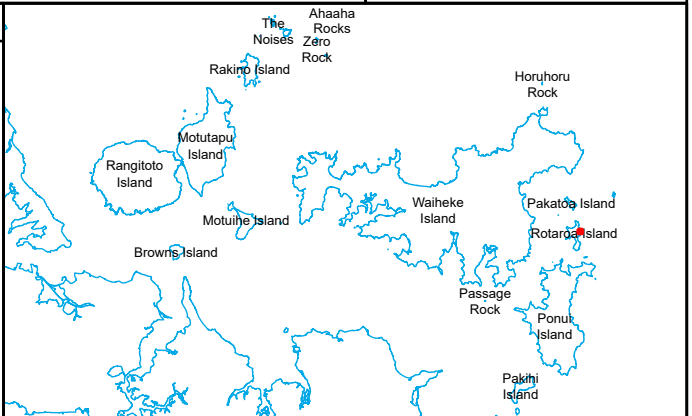 Ahaaha
Rocks
The
Noises
Zero
Rock
Rakino Island
Horuhoru
Rock
Motutapu
Island
Rangitoto
Island
Waiheke
Island
Pakatoa Island
Motuihe Island
Rotaroa Island
Browns Island
Passage
Rock
Ponui
Island
Pakihi
Island